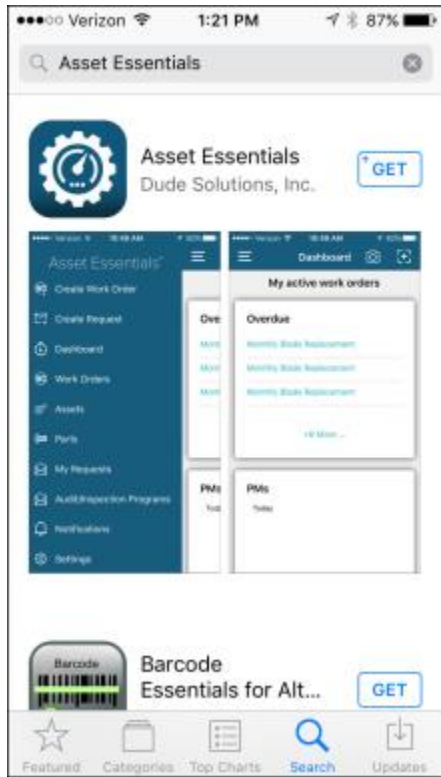 Verizon 1:21 PM 87%
Asset Essentials
Asset Essentials
Dude Solutions, Inc.
+ GET
Asset Essentials
Create Work Order
Create Request
Dashboard
Work Orders
Assets
Parts
My Requests
Audit/Inspection Programs
Notifications
Settings
Dashboard
My active work orders
Overdue
Monthly Blade Replacement
Monthly Blade Replacement
Monthly Blade Replacement
PMs
Today
Barcode
Barcode
Essentials for Alt...
GET
Featured Categories Top Charts Search Updates